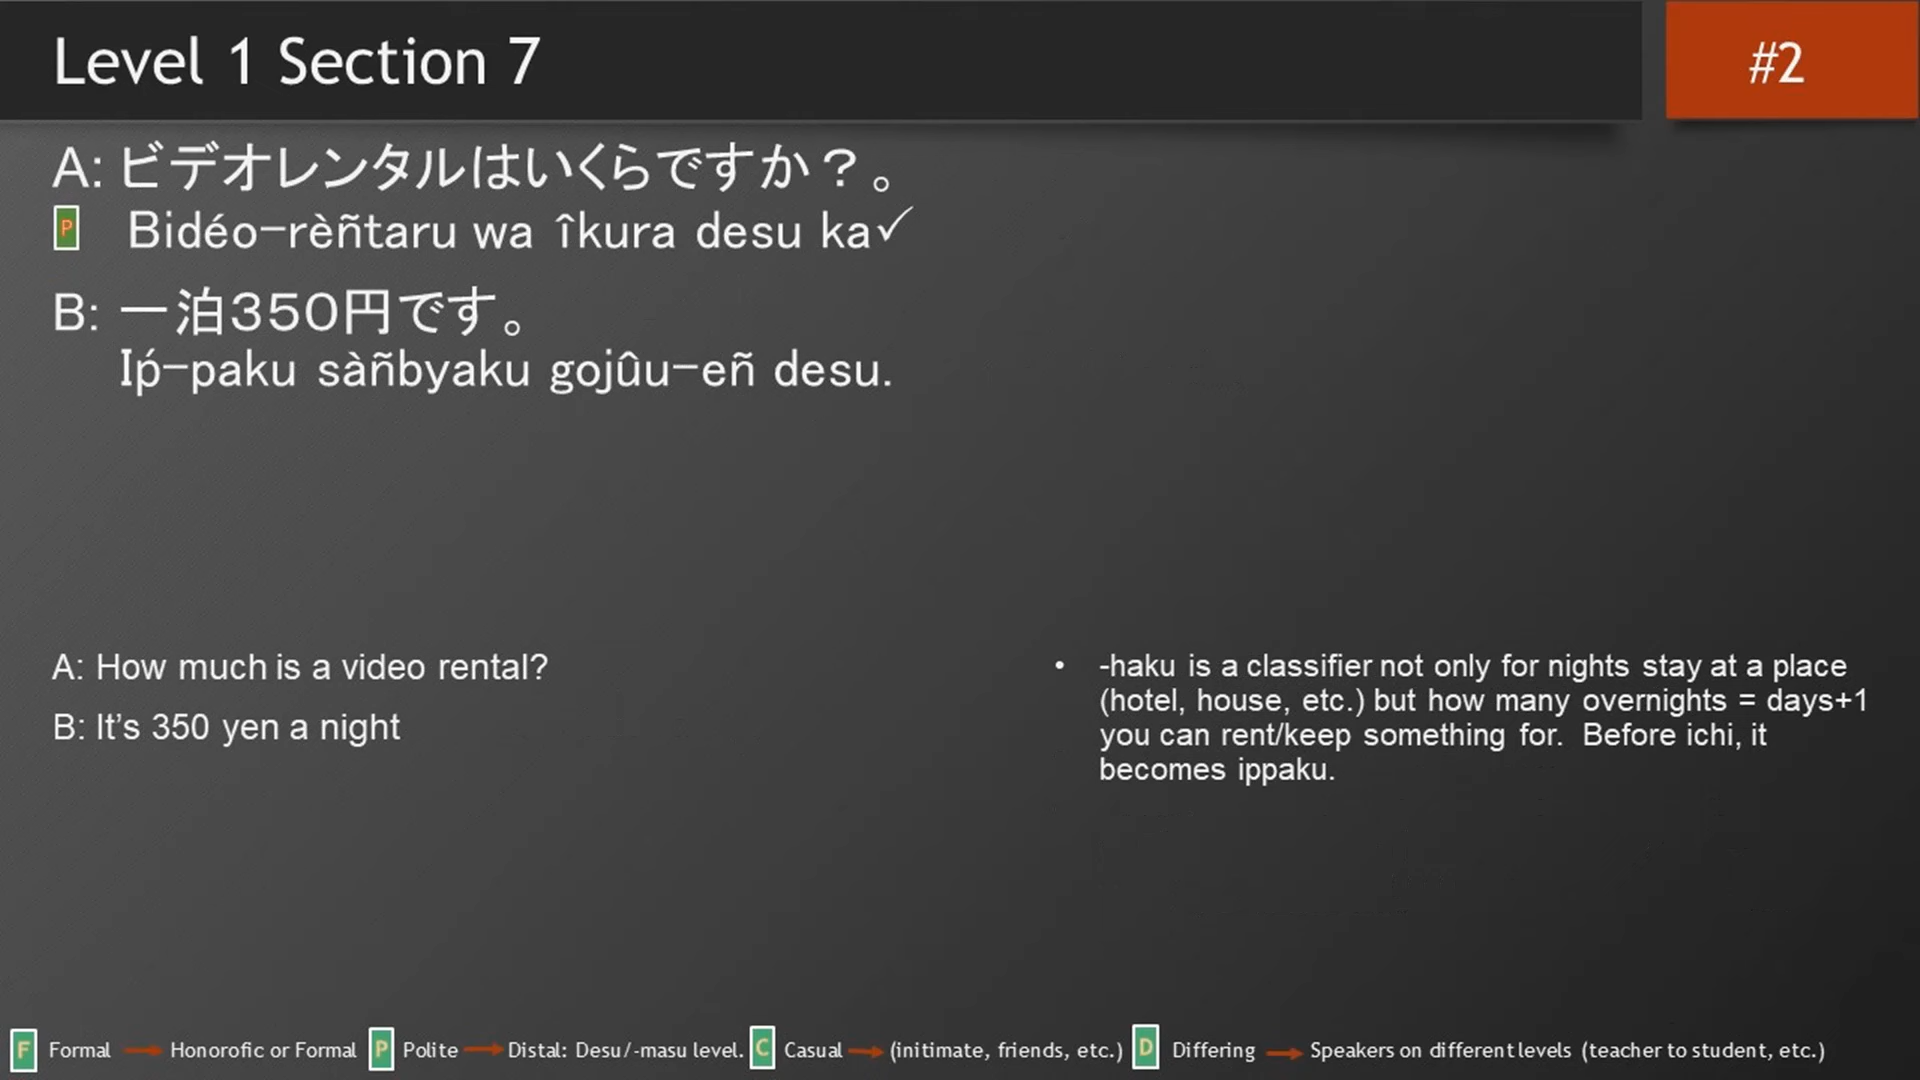 Level 1 Section 7
#2
A: ビデオレンタルはいくらですか？。
P Bidéo-rèñtaru wa îkura desu ka✓
B: 一泊350円です。
Iṕ-paku sàñbyaku gojûu-eñ desu.
A: How much is a video rental?
B: It’s 350 yen a night
• -haku is a classifier not only for nights stay at a place
(hotel, house, etc.) but how many overnights = days+1
you can rent/keep something for. Before ichi, it
becomes ippaku.
F Formal → Honorofic or Formal P Polite → Distal: Desu/-masu level. C Casual → (initimate, friends, etc.) D Differing → Speakers on different levels (teacher to student, etc.)